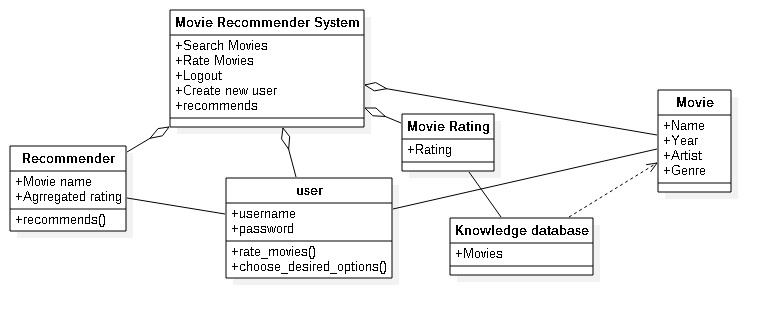 Movie Recommender System
+Search Movies
+Rate Movies
+Logout
+Create new user
+recommends
Movie
+Name
+Year
+Artist
+Genre
Movie Rating
+Rating
Recommender
+Movie name
+Agrregated rating
+recommends()
user
+username
+password
+rate_movies()
+choose_desired_options()
Knowledge database
+Movies